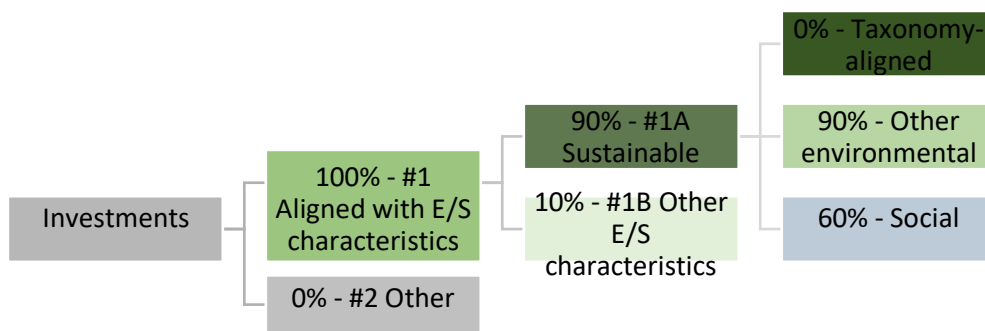 0% - Taxonomy-
aligned
90% - #1A
Sustainable
90% - Other
environmental
100% - #1
Aligned with E/S
characteristics
Investments
10% - #1B Other
E/S
characteristics
60% - Social
0% - #2 Other